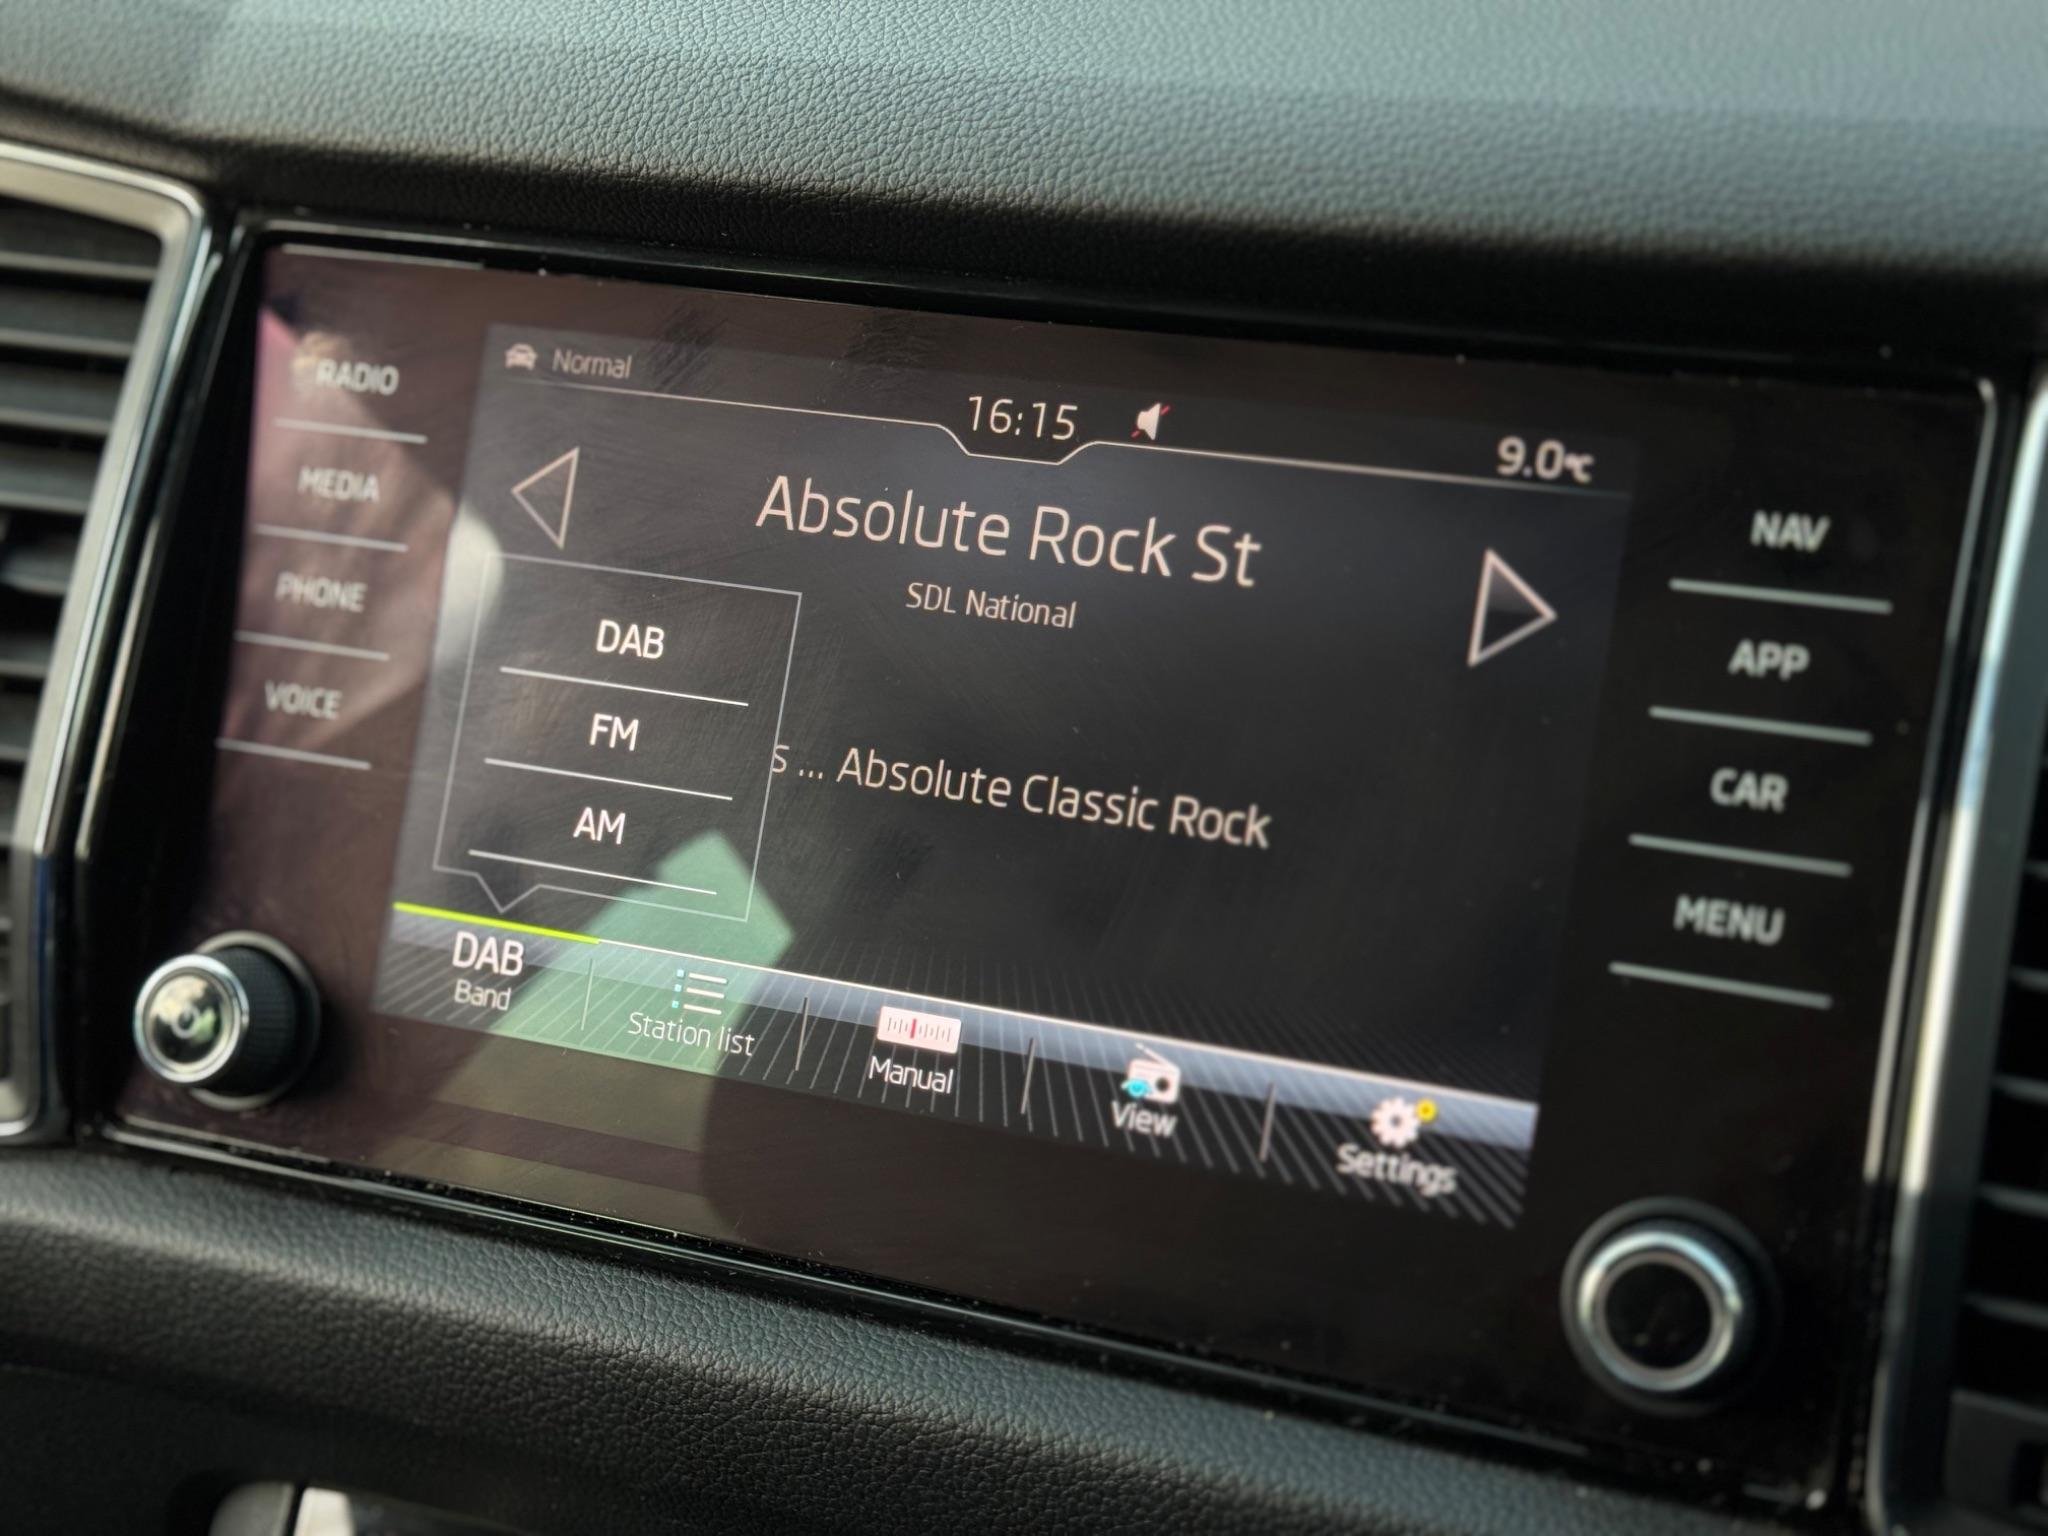 RADIO
MEDIA
PHONE
VOICE
Normal
16:15
9.0°C
Absolute Rock St
SDL National
DAB
FM
AM
s ... Absolute Classic Rock
DAB
Band
Station list
Manual
View
Settings
NAV
APP
CAR
MENU